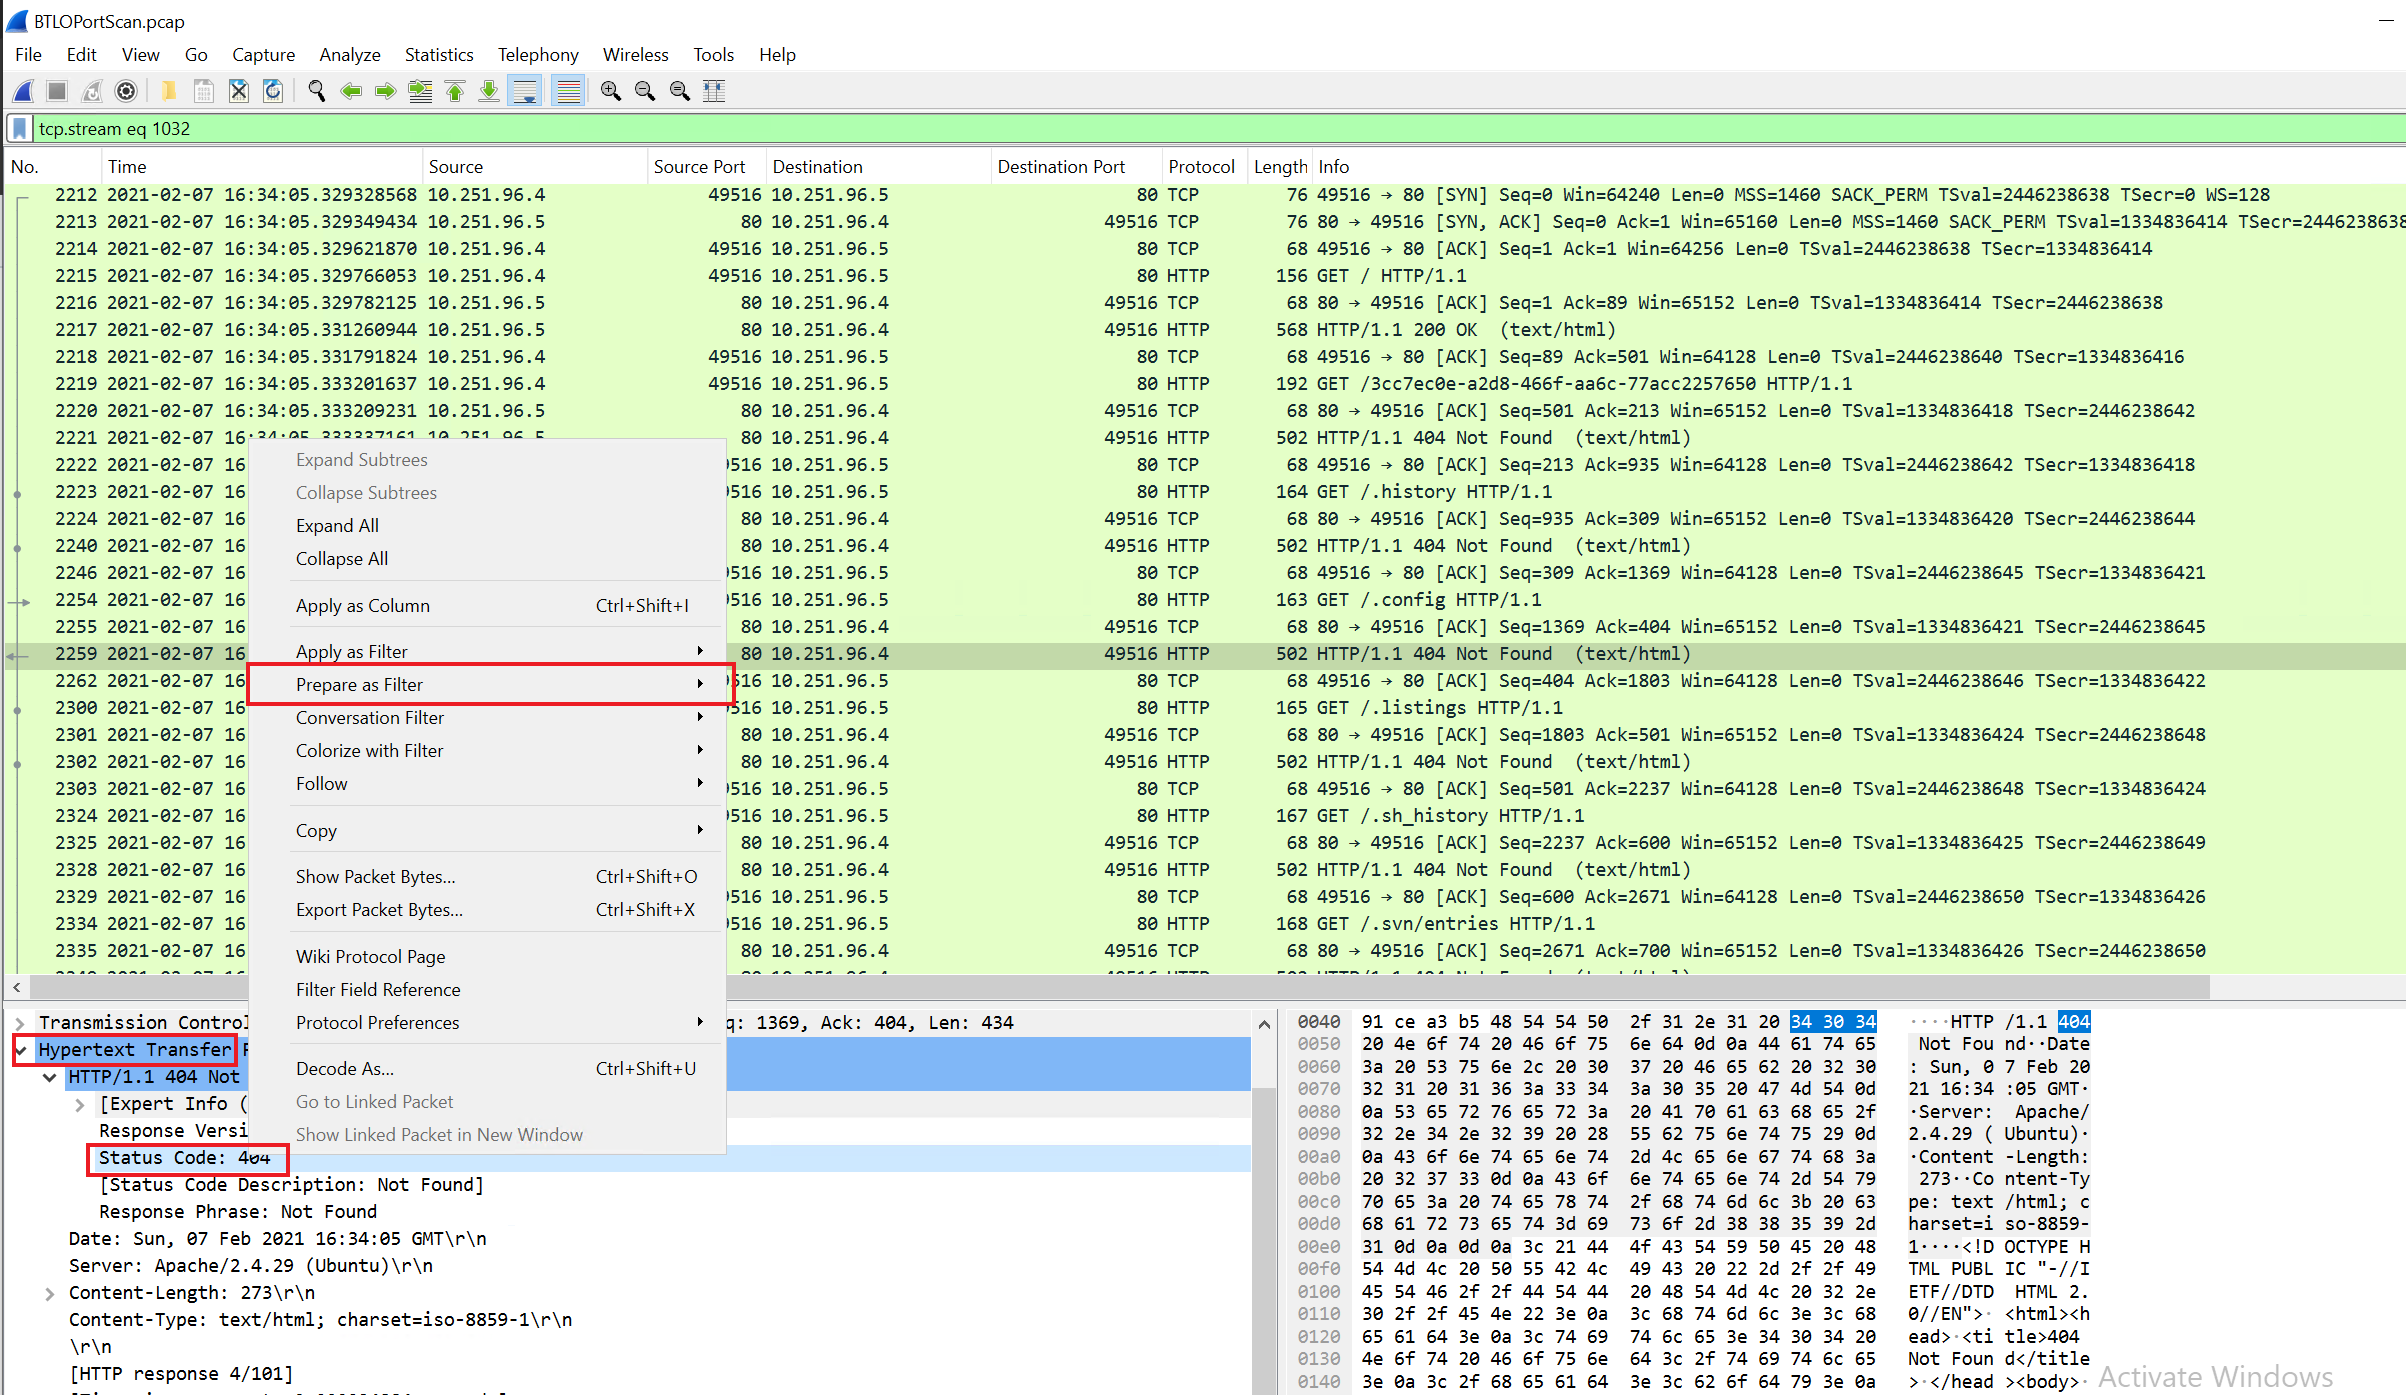 BTLOPortScan.pcap
File Edit View Go Capture Analyze Statistics Telephony Wireless Tools Help
tcp.stream eq 1032
No. Time Source Source Port Destination Destination Port Protocol Length Info
2212 2021-02-07 16:34:05.329328568 10.251.96.4 49516 10.251.96.5 80 TCP 76 49516 → 80 [SYN] Seq=0 Win=64240 Len=0 MSS=1460 SACK_PERM TSval=2446238638 TSecr=0 WS=128
2213 2021-02-07 16:34:05.329349434 10.251.96.5 80 10.251.96.4 49516 TCP 76 80 → 49516 [SYN, ACK] Seq=0 Ack=1 Win=65160 Len=0 MSS=1460 SACK_PERM TSval=1334836414 TSecr=2446238638
2214 2021-02-07 16:34:05.329621870 10.251.96.4 49516 10.251.96.5 80 TCP 68 49516 → 80 [ACK] Seq=1 Ack=1 Win=64256 Len=0 TSval=2446238638 TSecr=1334836414
2215 2021-02-07 16:34:05.329766053 10.251.96.4 49516 10.251.96.5 80 HTTP 156 GET / HTTP/1.1
2216 2021-02-07 16:34:05.329782125 10.251.96.5 80 10.251.96.4 49516 TCP 68 80 → 49516 [ACK] Seq=1 Ack=89 Win=65152 Len=0 TSval=1334836414 TSecr=2446238638
2217 2021-02-07 16:34:05.331260944 10.251.96.5 80 10.251.96.4 49516 HTTP 568 HTTP/1.1 200 OK (text/html)
2218 2021-02-07 16:34:05.331791824 10.251.96.4 49516 10.251.96.5 80 TCP 68 49516 → 80 [ACK] Seq=89 Ack=501 Win=64128 Len=0 TSval=2446238640 TSecr=1334836416
2219 2021-02-07 16:34:05.333201637 10.251.96.4 49516 10.251.96.5 80 HTTP 192 GET /3cc7ec0e-a2d8-466f-aa6c-77acc2257650 HTTP/1.1
2220 2021-02-07 16:34:05.333209231 10.251.96.5 80 10.251.96.4 49516 TCP 68 80 → 49516 [ACK] Seq=501 Ack=213 Win=65152 Len=0 TSval=1334836418 TSecr=2446238642
2221 2021-02-07 16:34:05.333337161 10.251.96.5 80 10.251.96.4 49516 HTTP 502 HTTP/1.1 404 Not Found (text/html)
2222 2021-02-07 16 516 10.251.96.5 80 TCP 68 49516 → 80 [ACK] Seq=213 Ack=935 Win=64128 Len=0 TSval=2446238642 TSecr=1334836418
2223 2021-02-07 16 516 10.251.96.5 80 HTTP 164 GET /.history HTTP/1.1
2224 2021-02-07 16 80 10.251.96.4 49516 TCP 68 80 → 49516 [ACK] Seq=935 Ack=309 Win=65152 Len=0 TSval=1334836420 TSecr=2446238644
2240 2021-02-07 16 80 10.251.96.4 49516 HTTP 502 HTTP/1.1 404 Not Found (text/html)
2246 2021-02-07 16 516 10.251.96.5 80 TCP 68 49516 → 80 [ACK] Seq=309 Ack=1369 Win=64128 Len=0 TSval=2446238645 TSecr=1334836421
2254 2021-02-07 16 516 10.251.96.5 80 HTTP 163 GET /.config HTTP/1.1
2255 2021-02-07 16 80 10.251.96.4 49516 TCP 68 80 → 49516 [ACK] Seq=1369 Ack=404 Win=65152 Len=0 TSval=1334836421 TSecr=2446238645
2259 2021-02-07 16 80 10.251.96.4 49516 HTTP 502 HTTP/1.1 404 Not Found (text/html)
2262 2021-02-07 16 516 10.251.96.5 80 TCP 68 49516 → 80 [ACK] Seq=404 Ack=1803 Win=64128 Len=0 TSval=2446238646 TSecr=1334836422
2300 2021-02-07 16 516 10.251.96.5 80 HTTP 165 GET /.listings HTTP/1.1
2301 2021-02-07 16 80 10.251.96.4 49516 TCP 68 80 → 49516 [ACK] Seq=1803 Ack=501 Win=65152 Len=0 TSval=1334836424 TSecr=2446238648
2302 2021-02-07 16 80 10.251.96.4 49516 HTTP 502 HTTP/1.1 404 Not Found (text/html)
2303 2021-02-07 16 516 10.251.96.5 80 TCP 68 49516 → 80 [ACK] Seq=501 Ack=2237 Win=64128 Len=0 TSval=2446238648 TSecr=1334836424
2324 2021-02-07 16 516 10.251.96.5 80 HTTP 167 GET /.sh_history HTTP/1.1
2325 2021-02-07 16 80 10.251.96.4 49516 TCP 68 80 → 49516 [ACK] Seq=2237 Ack=600 Win=65152 Len=0 TSval=1334836425 TSecr=2446238649
2328 2021-02-07 16 80 10.251.96.4 49516 HTTP 502 HTTP/1.1 404 Not Found (text/html)
2329 2021-02-07 16 516 10.251.96.5 80 TCP 68 49516 → 80 [ACK] Seq=600 Ack=2671 Win=64128 Len=0 TSval=2446238650 TSecr=1334836426
2334 2021-02-07 16 516 10.251.96.5 80 HTTP 168 GET /.svn/entries HTTP/1.1
2335 2021-02-07 16 80 10.251.96.4 49516 TCP 68 80 → 49516 [ACK] Seq=2671 Ack=700 Win=65152 Len=0 TSval=1334836426 TSecr=2446238650
Expand Subtrees
Collapse Subtrees
Expand All
Collapse All
Apply as Column Ctrl+Shift+I
Apply as Filter
Prepare as Filter
Conversation Filter
Colorize with Filter
Follow
Copy
Show Packet Bytes... Ctrl+Shift+O
Export Packet Bytes... Ctrl+Shift+X
Wiki Protocol Page
Filter Field Reference
Protocol Preferences
Decode As... Ctrl+Shift+U
Go to Linked Packet
Show Linked Packet in New Window
Transmission Control q: 1369, Ack: 404, Len: 434
Hypertext Transfer P
HTTP/1.1 404 Not
[Expert Info (
Response Versi
Status Code: 404
[Status Code Description: Not Found]
Response Phrase: Not Found
Date: Sun, 07 Feb 2021 16:34:05 GMT\r\n
Server: Apache/2.4.29 (Ubuntu)\r\n
Content-Length: 273\r\n
Content-Type: text/html; charset=iso-8859-1\r\n
\r\n
[HTTP response 4/101]
0040 91 ce a3 b5 48 54 54 50 2f 31 2e 31 20 34 30 34 ····HTTP /1.1 404
0050 20 4e 6f 74 20 46 6f 75 6e 64 0d 0a 44 61 74 65 Not Fou nd··Date
0060 3a 20 53 75 6e 2c 20 30 37 20 46 65 62 20 32 30 : Sun, 0 7 Feb 20
0070 32 31 20 31 36 3a 33 34 3a 30 35 20 47 4d 54 0d 21 16:34 :05 GMT·
0080 0a 53 65 72 76 65 72 3a 20 41 70 61 63 68 65 2f ·Server: Apache/
0090 32 2e 34 2e 32 39 20 28 55 62 75 6e 74 75 29 0d 2.4.29 ( Ubuntu)·
00a0 0a 43 6f 6e 74 65 6e 74 2d 4c 65 6e 67 74 68 3a ·Content -Length:
00b0 20 32 37 33 0d 0a 43 6f 6e 74 65 6e 74 2d 54 79 273··Co ntent-Ty
00c0 70 65 3a 20 74 65 78 74 2f 68 74 6d 6c 3b 20 63 pe: text /html; c
00d0 68 61 72 73 65 74 3d 69 73 6f 2d 38 38 35 39 2d harset=i so-8859-
00e0 31 0d 0a 0d 0a 3c 21 44 4f 43 54 59 50 45 20 48 1····<!D OCTYPE H
00f0 54 4d 4c 20 50 55 42 4c 49 43 20 22 2d 2f 2f 49 TML PUBL IC "-//I
0100 45 54 46 2f 2f 44 54 44 20 48 54 4d 4c 20 32 2e ETF//DTD HTML 2.
0110 30 2f 2f 45 4e 22 3e 0a 3c 68 74 6d 6c 3e 3c 68 0//EN">· <html><h
0120 65 61 64 3e 0a 3c 74 69 74 6c 65 3e 34 30 34 20 ead>·<ti tle>404
0130 4e 6f 74 20 46 6f 75 6e 64 3c 2f 74 69 74 6c 65 Not Foun d</title
0140 3e 0a 3c 2f 68 65 61 64 3e 3c 62 6f 64 79 3e 0a >·</head ><body>·
Activate Windows